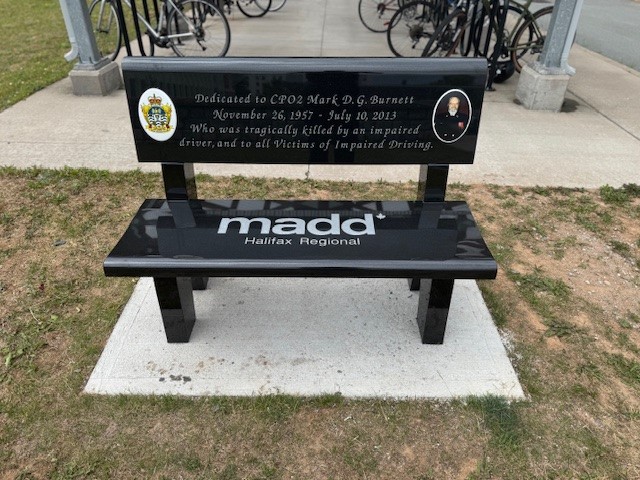 Dedicated to CPO2 Mark D.G. Burnett
November 26, 1957 - July 10, 2013
Who was tragically killed by an impaired
driver, and to all Victims of Impaired Driving.
madd
Halifax Regional